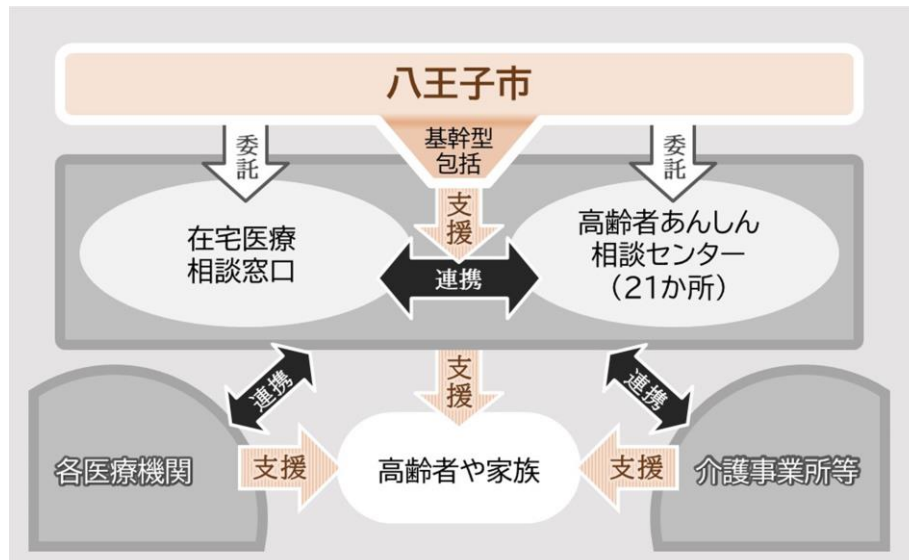 八王子市
委託
基幹型
包括
委託
支援
在宅医療
相談窓口
連携
高齢者あんしん
相談センター
（21か所）
連携
支援
連携
各医療機関
支援
高齢者や家族
支援
介護事業所等